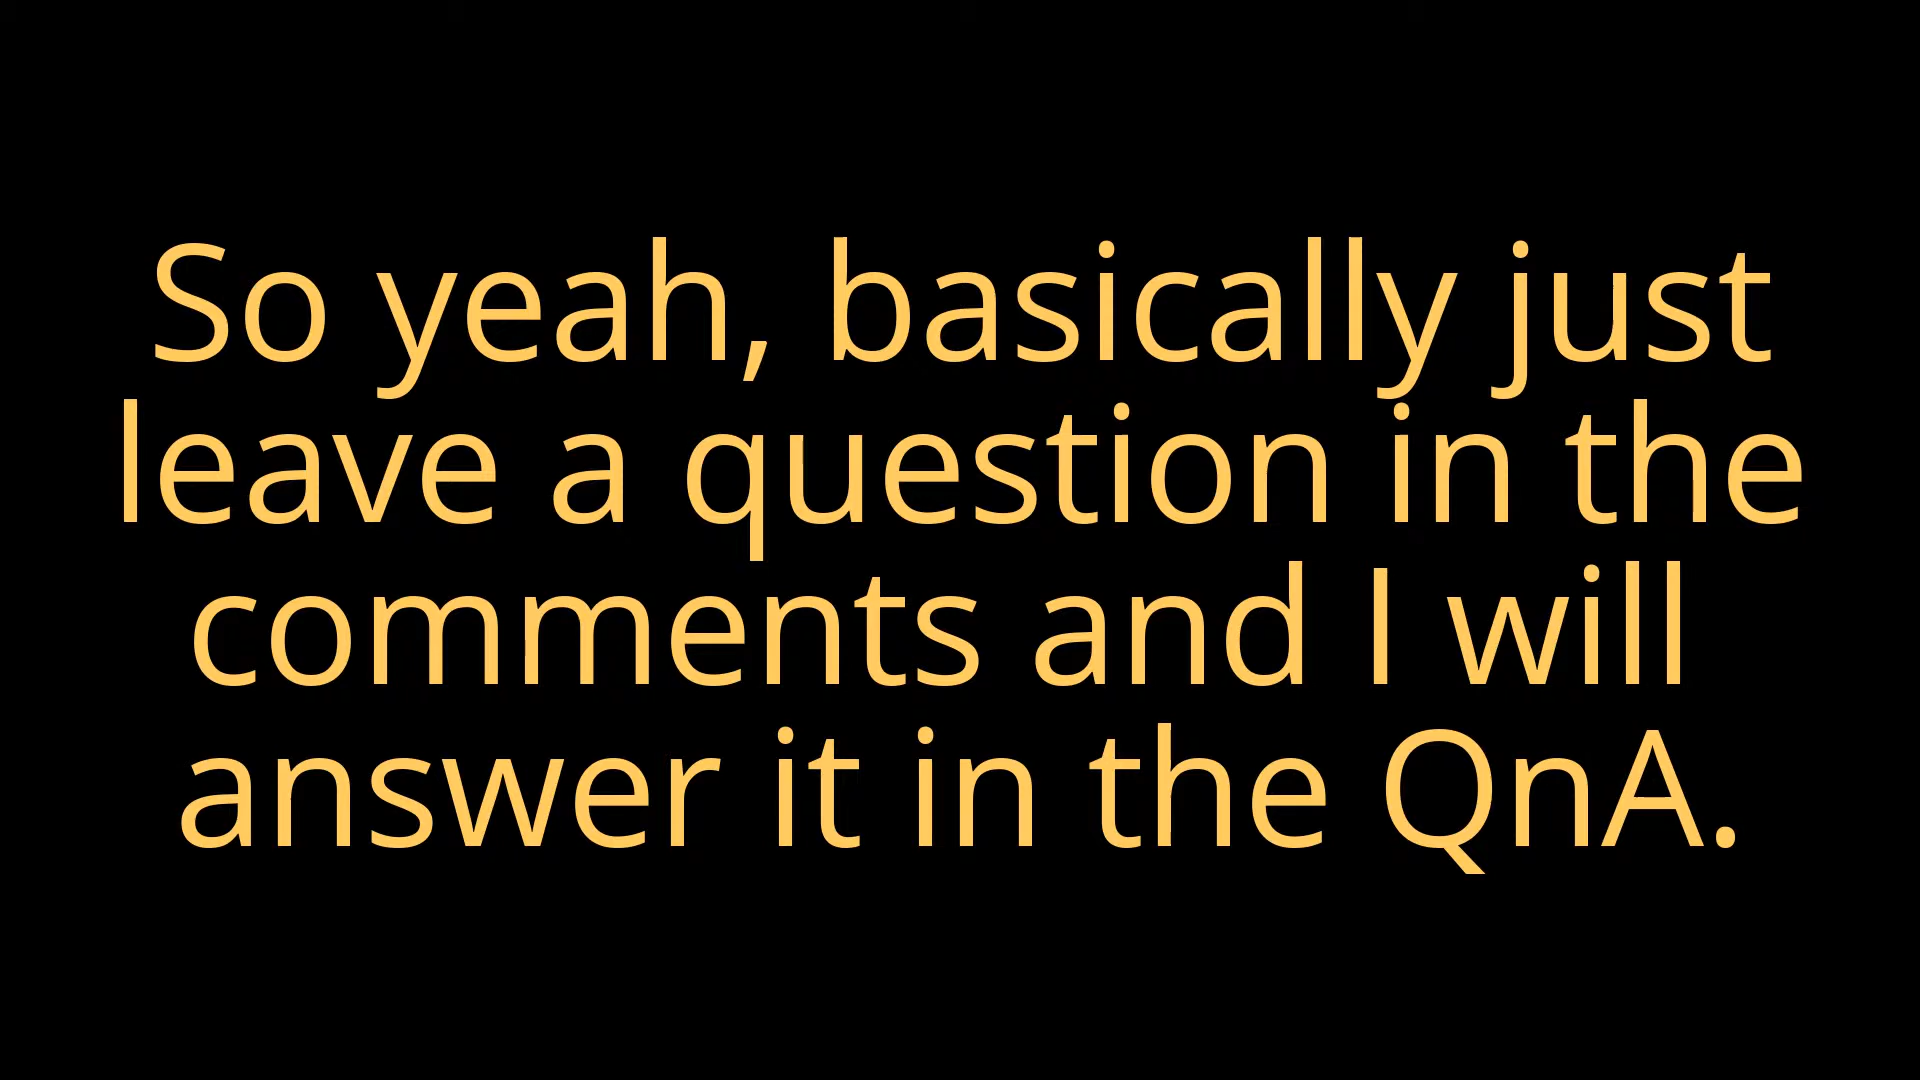 So yeah, basically just
leave a question in the
comments and I will
answer it in the QnA.